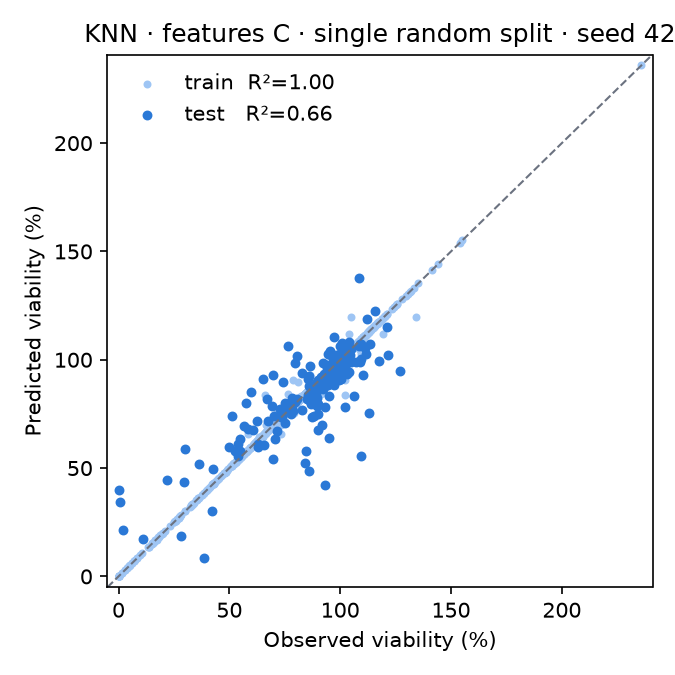 KNN · features C · single random split · seed 42
train R²=1.00
test R²=0.66
Predicted viability (%)
200
150
100
50
0
0 50 100 150 200
Observed viability (%)